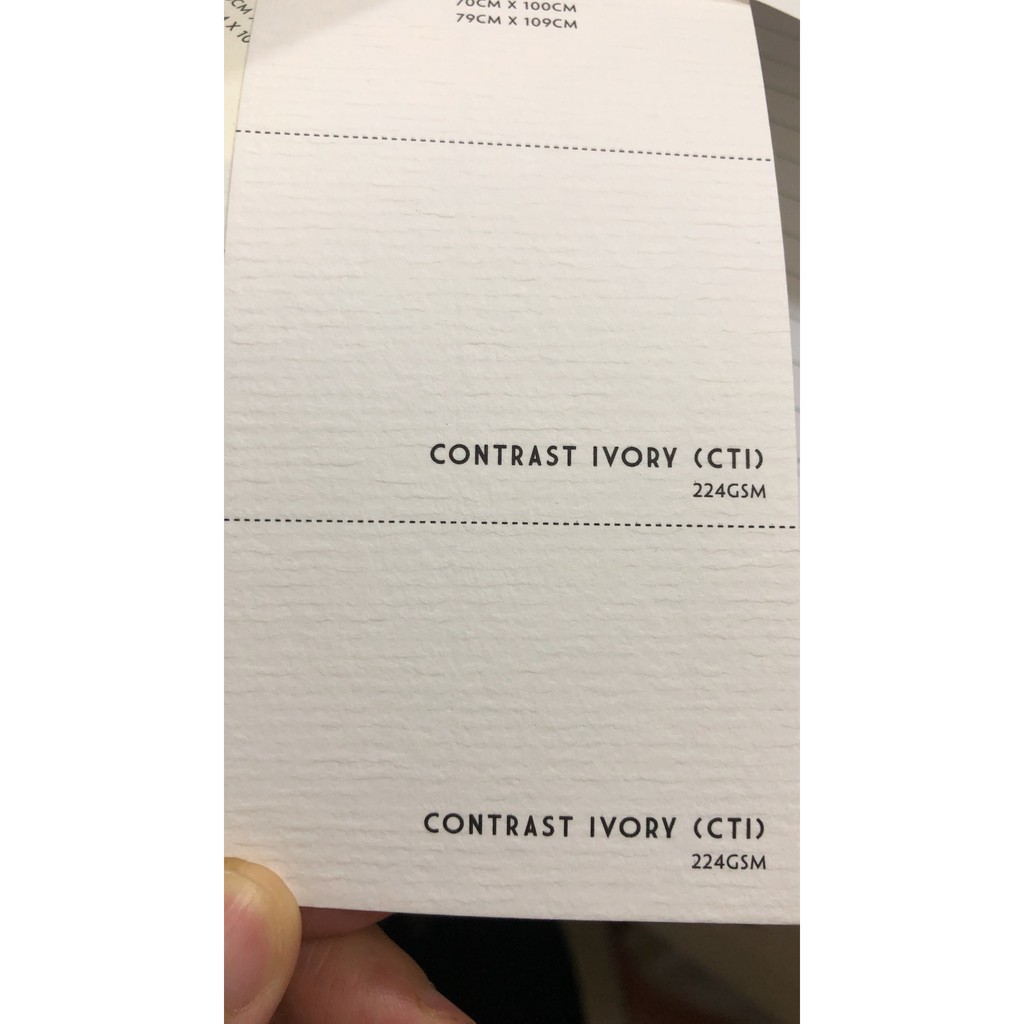 70CM X 100CM
79CM X 109CM
CONTRAST IVORY (CTI)
224GSM
CONTRAST IVORY (CTI)
224GSM